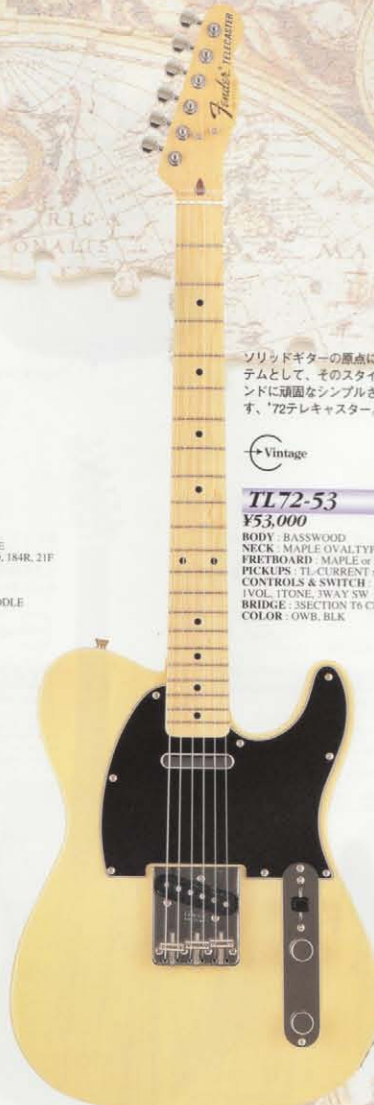 Fender TELECASTER
ソリッドギターの原点に
テムとして、そのスタイ
ンドに頑固なシンプルさ
す、'72テレキャスター。
Vintage
TL72-53
¥53,000
BODY : BASSWOOD
NECK : MAPLE OVALTYP
FRETBOARD : MAPLE or
PICKUPS : TL-CURRENT
CONTROLS & SWITCH :
1VOL, 1TONE, 3WAY SW
BRIDGE : 3SECTION T6 C
COLOR : OWB, BLK
E
, 184R, 21F
DDLE